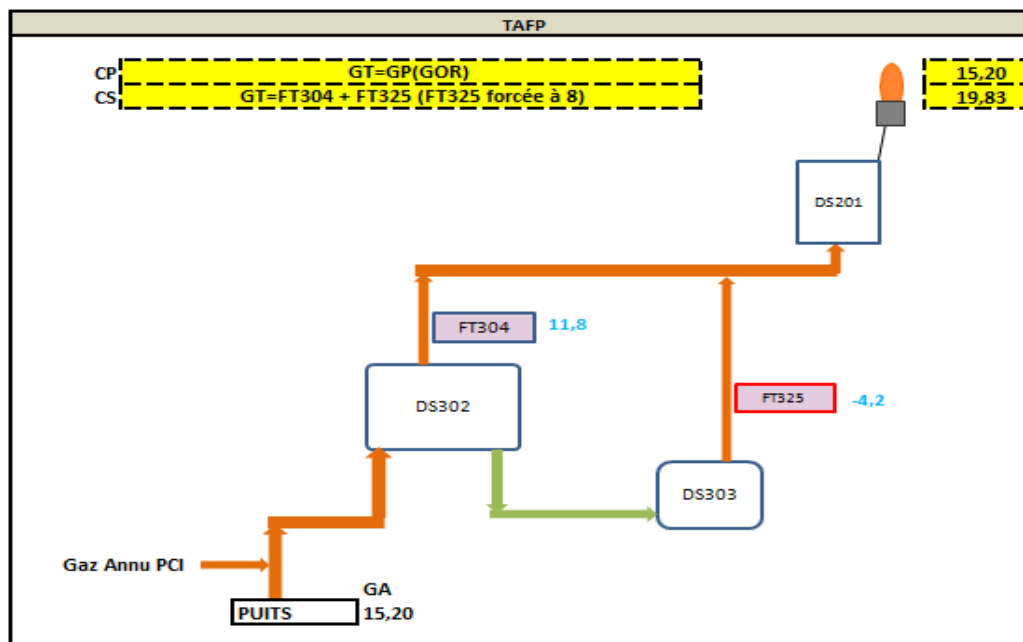 TAFP
CP GT=GP(GOR) 15,20
CS GT=FT304 + FT325 (FT325 forcée à 8) 19,83
DS201
FT304 11,8
DS302
FT325 -4,2
DS303
Gaz Annu PCI
GA
PUITS 15,20